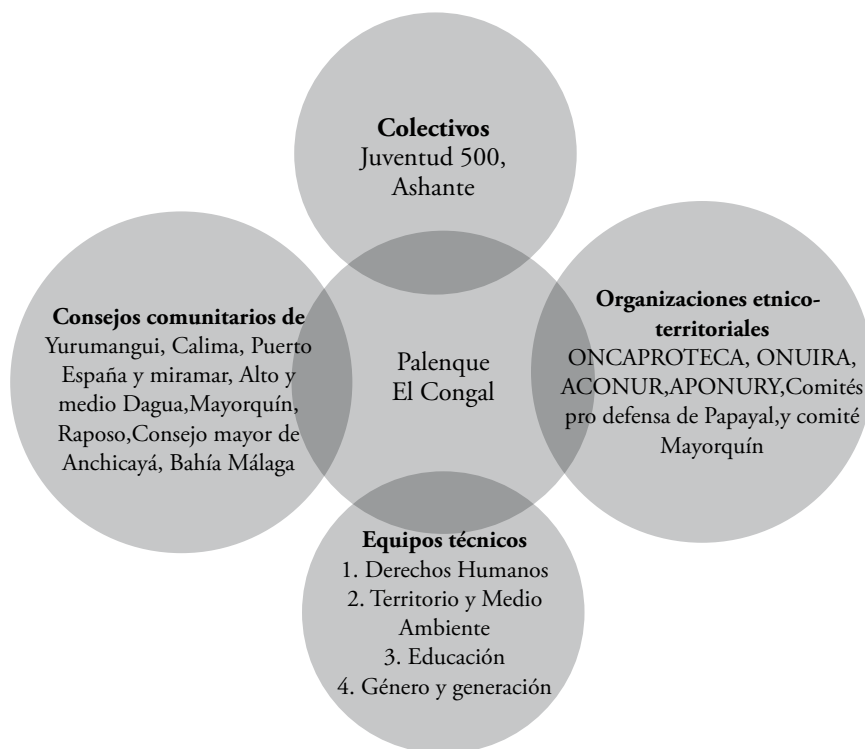 Colectivos
Juventud 500,
Ashante
Consejos comunitarios de
Yurumangui, Calima, Puerto
España y miramar, Alto y
medio Dagua,Mayorquín,
Raposo,Consejo mayor de
Anchicayá, Bahía Málaga
Palenque
El Congal
Organizaciones etnico-
territoriales
ONCAPROTECA, ONUIRA,
ACONUR,APONURY,Comités
pro defensa de Papayal,y comité
Mayorquín
Equipos técnicos
1. Derechos Humanos
2. Territorio y Medio
Ambiente
3. Educación
4. Género y generación